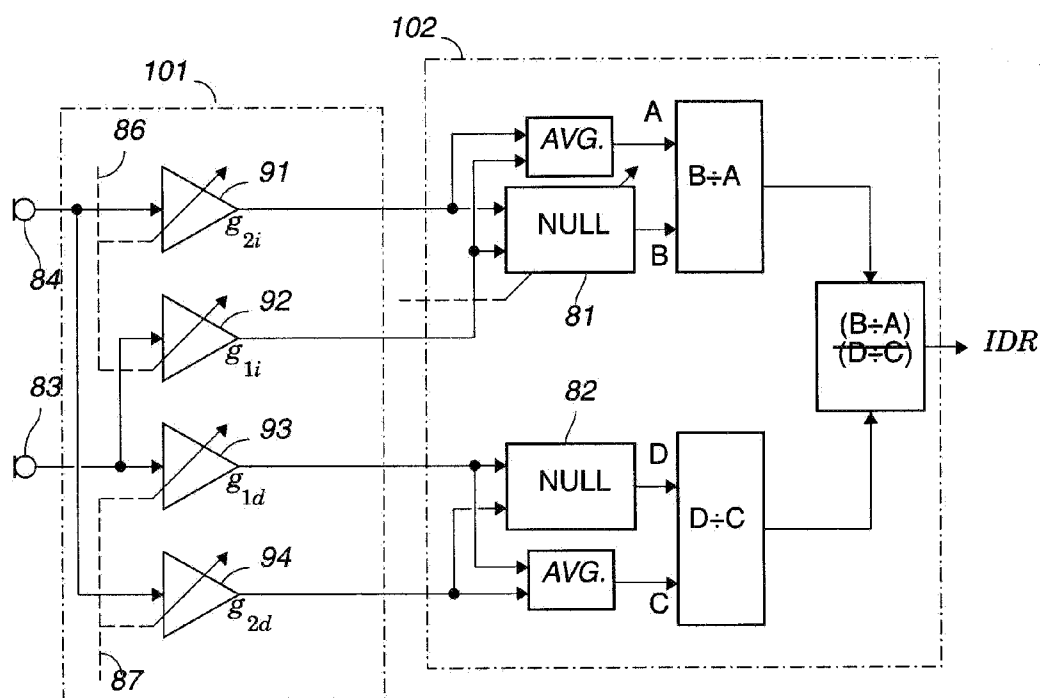 102
101
86
91
AVG.
A
B÷A
g2i
NULL
B
84
92
81
(B÷A)
(D÷C)
IDR
g1i
83
82
93
NULL
D
D÷C
g1d
94
AVG.
C
g2d
87